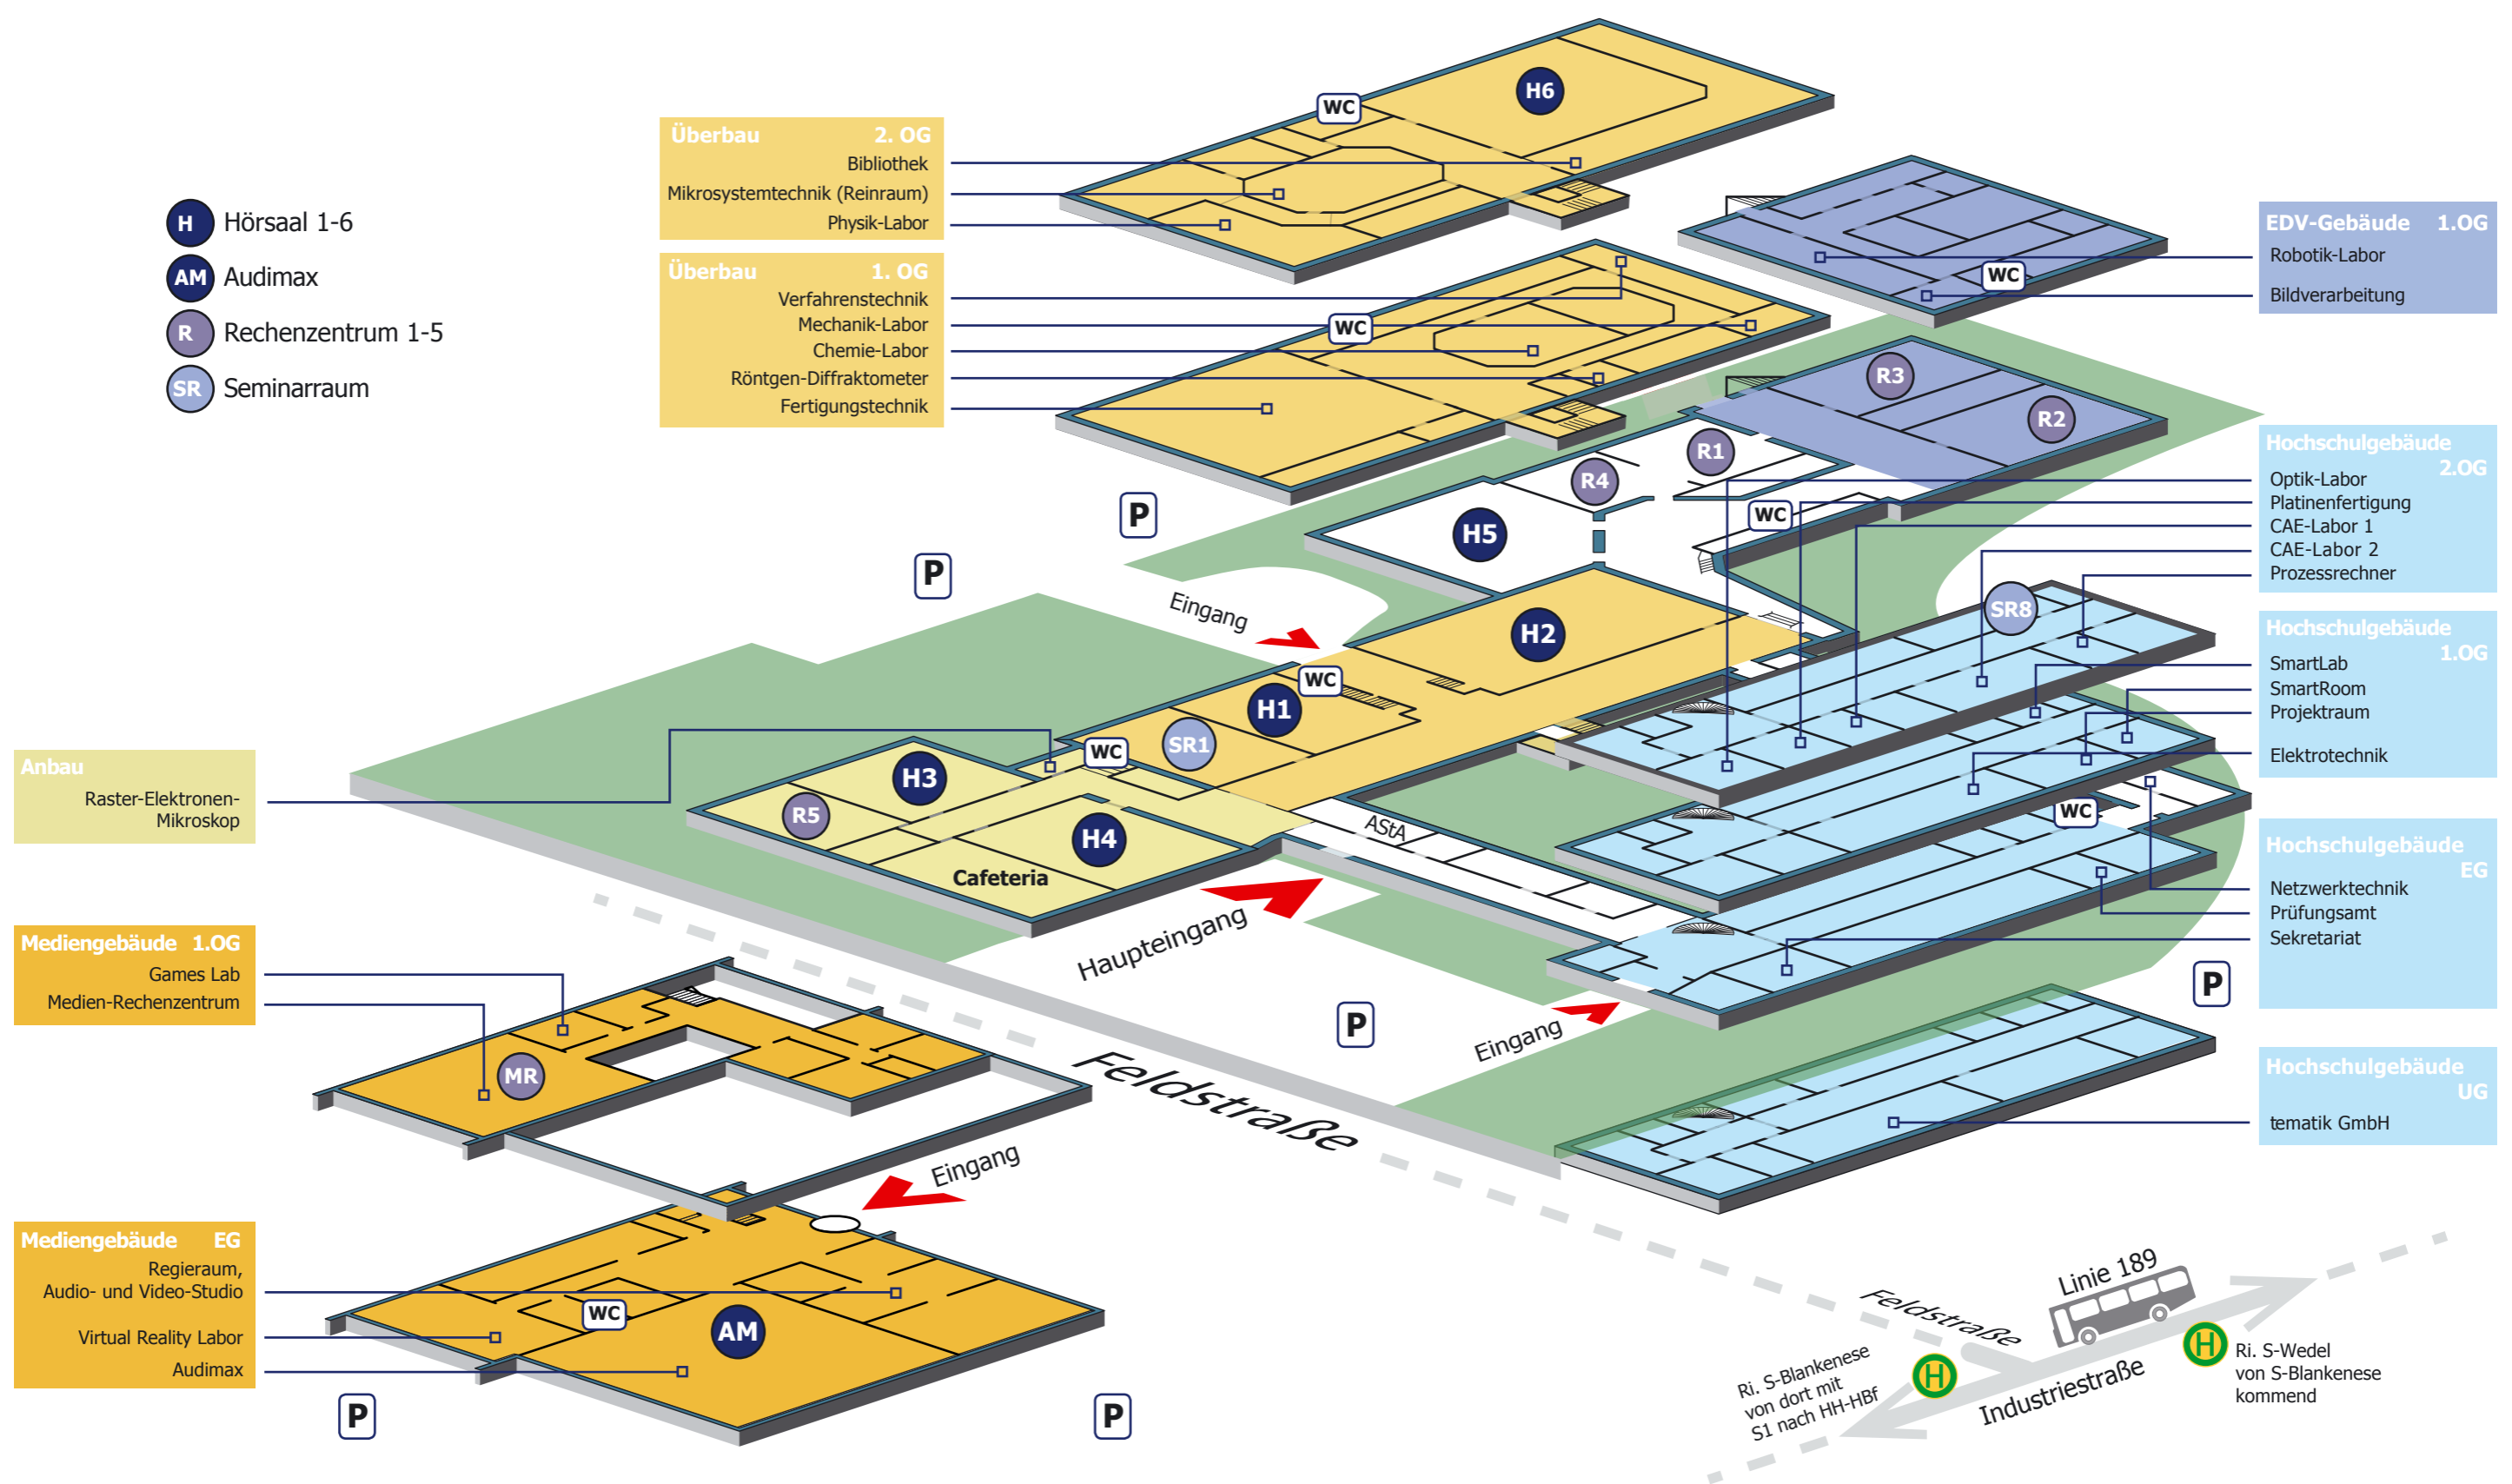 H Hörsaal 1-6
AM Audimax
R Rechenzentrum 1-5
SR Seminarraum
Überbau 2. OG
Bibliothek
Mikrosystemtechnik (Reinraum)
Physik-Labor
Überbau 1. OG
Verfahrenstechnik
Mechanik-Labor
Chemie-Labor
Röntgen-Diffraktometer
Fertigungstechnik
H6
WC
WC
WC
EDV-Gebäude 1.OG
Robotik-Labor
Bildverarbeitung
R3
R2
R1
R4
H5
WC
P
P
Hochschulgebäude
2.OG
Optik-Labor
Platinenfertigung
CAE-Labor 1
CAE-Labor 2
Prozessrechner
Hochschulgebäude
1.OG
SmartLab
SmartRoom
Projektraum
Elektrotechnik
Hochschulgebäude
EG
Netzwerktechnik
Prüfungsamt
Sekretariat
Hochschulgebäude
UG
tematik GmbH
SR8
Eingang
H2
WC
H1
SR1
WC
H3
R5
H4
Cafeteria
AStA
WC
Anbau
Raster-Elektronen-
Mikroskop
Haupteingang
P
P
Eingang
Mediengebäude 1.OG
Games Lab
Medien-Rechenzentrum
MR
Feldstraße
Eingang
Mediengebäude EG
Regieraum,
Audio- und Video-Studio
Virtual Reality Labor
Audimax
WC
AM
P
P
Linie 189
Feldstraße
Industriestraße
H
H
Ri. S-Blankenese
von dort mit
S1 nach HH-HBf
Ri. S-Wedel
von S-Blankenese
kommend